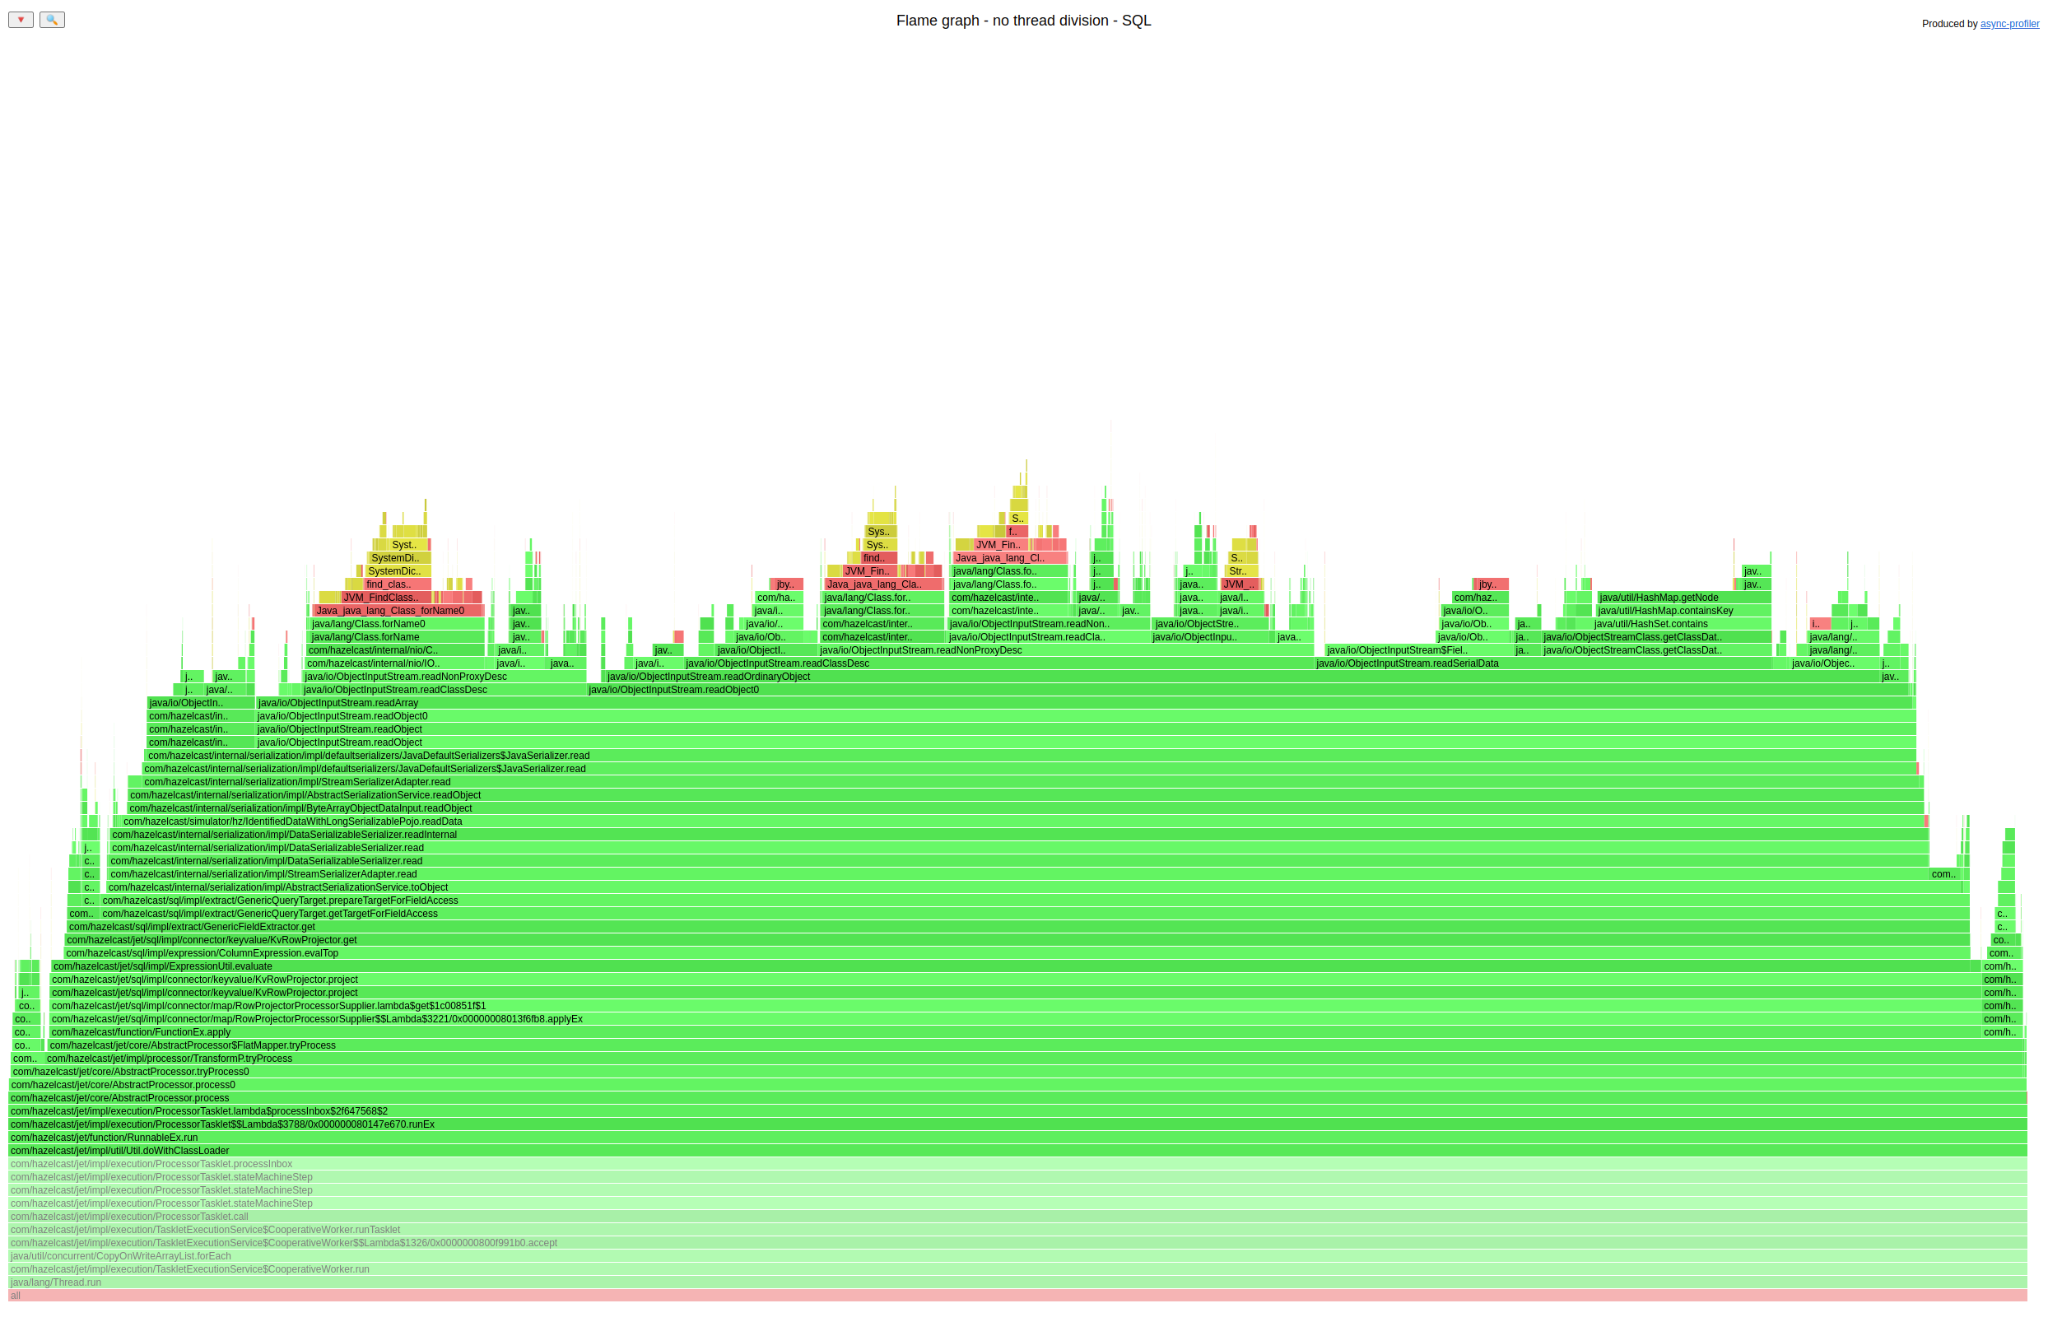 Flame graph - no thread division - SQL
Produced by async-profiler
S..
Sys.. f..
Syst.. Sys.. JVM_Fin..
SystemDi.. find.. Java_java_lang_Cl.. j.. S..
SystemDic.. JVM_Fin.. java/lang/Class.fo.. j.. j.. Str.. jav..
find_clas.. jby.. Java_java_lang_Cla.. java/lang/Class.fo.. j.. java.. JVM_.. jby.. jav..
JVM_FindClass.. com/ha.. java/lang/Class.for.. com/hazelcast/inte.. java/.. java.. java/l.. com/haz.. java/util/HashMap.getNode
Java_java_lang_Class_forName0 jav.. java/i.. java/lang/Class.for.. com/hazelcast/inte.. java/.. jav.. java.. java/i.. java/io/O.. java/util/HashMap.containsKey
java/lang/Class.forName0 jav.. java/io/.. com/hazelcast/inter.. java/io/ObjectInputStream.readNon.. java/io/ObjectStre.. java/io/Ob.. ja.. java/util/HashSet.contains i.. j..
java/lang/Class.forName jav.. java/io/Ob.. com/hazelcast/inter.. java/io/ObjectInputStream.readCla.. java/io/ObjectInpu.. java.. java/io/Ob.. ja.. java/io/ObjectStreamClass.getClassDat.. java/lang/..
com/hazelcast/internal/nio/C.. java/i.. jav.. java/io/ObjectI.. java/io/ObjectInputStream.readNonProxyDesc java/io/ObjectInputStream$Fiel.. ja.. java/io/ObjectStreamClass.getClassDat.. java/lang/..
com/hazelcast/internal/nio/IO.. java/i.. java.. java/i.. java/io/ObjectInputStream.readClassDesc java/io/ObjectInputStream.readSerialData java/io/Objec.. j..
j.. jav.. java/io/ObjectInputStream.readNonProxyDesc java/io/ObjectInputStream.readOrdinaryObject jav..
j.. java/.. java/io/ObjectInputStream.readClassDesc java/io/ObjectInputStream.readObject0
java/io/ObjectIn.. java/io/ObjectInputStream.readArray
com/hazelcast/in.. java/io/ObjectInputStream.readObject0
com/hazelcast/in.. java/io/ObjectInputStream.readObject
com/hazelcast/in.. java/io/ObjectInputStream.readObject
com/hazelcast/internal/serialization/impl/defaultserializers/JavaDefaultSerializers$JavaSerializer.read
com/hazelcast/internal/serialization/impl/defaultserializers/JavaDefaultSerializers$JavaSerializer.read
com/hazelcast/internal/serialization/impl/StreamSerializerAdapter.read
com/hazelcast/internal/serialization/impl/AbstractSerializationService.readObject
com/hazelcast/internal/serialization/impl/ByteArrayObjectDataInput.readObject
com/hazelcast/simulator/hz/IdentifiedDataWithLongSerializablePojo.readData
com/hazelcast/internal/serialization/impl/DataSerializableSerializer.readInternal
j.. com/hazelcast/internal/serialization/impl/DataSerializableSerializer.read
c.. com/hazelcast/internal/serialization/impl/DataSerializableSerializer.read
c.. com/hazelcast/internal/serialization/impl/StreamSerializerAdapter.read com..
c.. com/hazelcast/internal/serialization/impl/AbstractSerializationService.toObject
c.. com/hazelcast/sql/impl/extract/GenericQueryTarget.prepareTargetForFieldAccess
com.. com/hazelcast/sql/impl/extract/GenericQueryTarget.getTargetForFieldAccess c..
com/hazelcast/sql/impl/extract/GenericFieldExtractor.get c..
com/hazelcast/jet/sql/impl/connector/keyvalue/KvRowProjector.get co..
com/hazelcast/sql/impl/expression/ColumnExpression.evalTop com..
com/hazelcast/jet/sql/impl/ExpressionUtil.evaluate com/h..
com/hazelcast/jet/sql/impl/connector/keyvalue/KvRowProjector.project com/h..
j.. com/hazelcast/jet/sql/impl/connector/keyvalue/KvRowProjector.project com/h..
co.. com/hazelcast/jet/sql/impl/connector/map/RowProjectorProcessorSupplier.lambda$get$1c00851f$1 com/h..
co.. com/hazelcast/jet/sql/impl/connector/map/RowProjectorProcessorSupplier$$Lambda$3221/0x00000008013f6fb8.applyEx com/h..
co.. com/hazelcast/function/FunctionEx.apply com/h..
co.. com/hazelcast/jet/core/AbstractProcessor$FlatMapper.tryProcess
com.. com/hazelcast/jet/impl/processor/TransformP.tryProcess
com/hazelcast/jet/core/AbstractProcessor.tryProcess0
com/hazelcast/jet/core/AbstractProcessor.process0
com/hazelcast/jet/core/AbstractProcessor.process
com/hazelcast/jet/impl/execution/ProcessorTasklet.lambda$processInbox$2f647568$2
com/hazelcast/jet/impl/execution/ProcessorTasklet$$Lambda$3788/0x000000080147e670.runEx
com/hazelcast/jet/function/RunnableEx.run
com/hazelcast/jet/impl/util/Util.doWithClassLoader
com/hazelcast/jet/impl/execution/ProcessorTasklet.processInbox
com/hazelcast/jet/impl/execution/ProcessorTasklet.stateMachineStep
com/hazelcast/jet/impl/execution/ProcessorTasklet.stateMachineStep
com/hazelcast/jet/impl/execution/ProcessorTasklet.stateMachineStep
com/hazelcast/jet/impl/execution/ProcessorTasklet.call
com/hazelcast/jet/impl/execution/TaskletExecutionService$CooperativeWorker.runTasklet
com/hazelcast/jet/impl/execution/TaskletExecutionService$CooperativeWorker$$Lambda$1326/0x0000000800f991b0.accept
java/util/concurrent/CopyOnWriteArrayList.forEach
com/hazelcast/jet/impl/execution/TaskletExecutionService$CooperativeWorker.run
java/lang/Thread.run
all